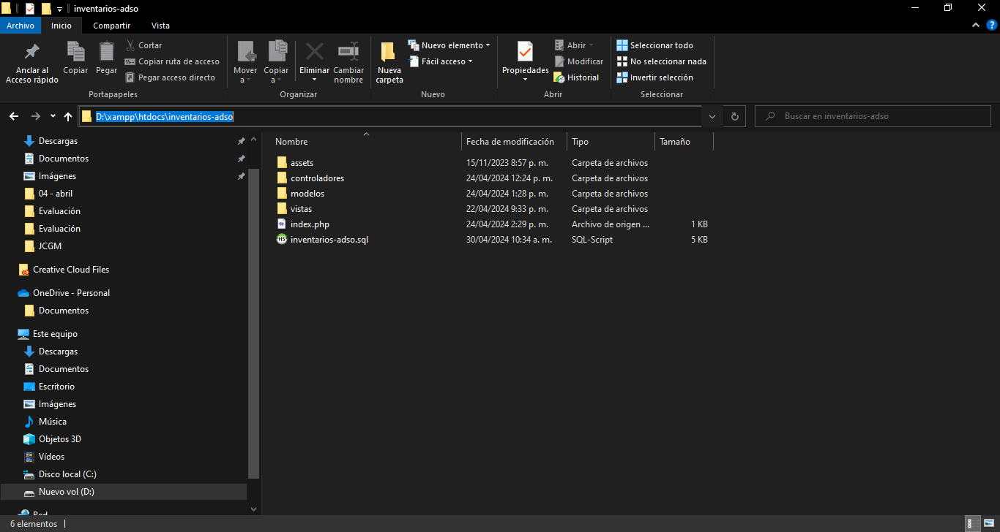 inventarios-adso
Archivo Inicio Compartir Vista
Anclar al
Acceso rápido
Copiar
Pegar
Cortar
Copiar ruta de acceso
Pegar acceso directo
Portapapeles
Mover
a
Copiar
a
Eliminar
Cambiar
nombre
Organizar
Nueva
carpeta
Nuevo elemento
Fácil acceso
Nuevo
Propiedades
Abrir
Modificar
Historial
Abrir
Seleccionar todo
No seleccionar nada
Invertir selección
Seleccionar
D:\xampp\htdocs\inventarios-adso
Buscar en inventarios-adso
Descargas
Documentos
Imágenes
04 - abril
Evaluación
Evaluación
JCGM
Creative Cloud Files
OneDrive - Personal
Documentos
Este equipo
Descargas
Documentos
Escritorio
Imágenes
Música
Objetos 3D
Vídeos
Disco local (C:)
Nuevo vol (D:)
Red
Nombre Fecha de modificación Tipo Tamaño
assets 15/11/2023 8:57 p. m. Carpeta de archivos
controladores 24/04/2024 12:24 p. m. Carpeta de archivos
modelos 24/04/2024 1:28 p. m. Carpeta de archivos
vistas 22/04/2024 9:33 p. m. Carpeta de archivos
index.php 24/04/2024 2:29 p. m. Archivo de origen ... 1 KB
HS inventarios-adso.sql 30/04/2024 10:34 a. m. SQL-Script 5 KB
6 elementos